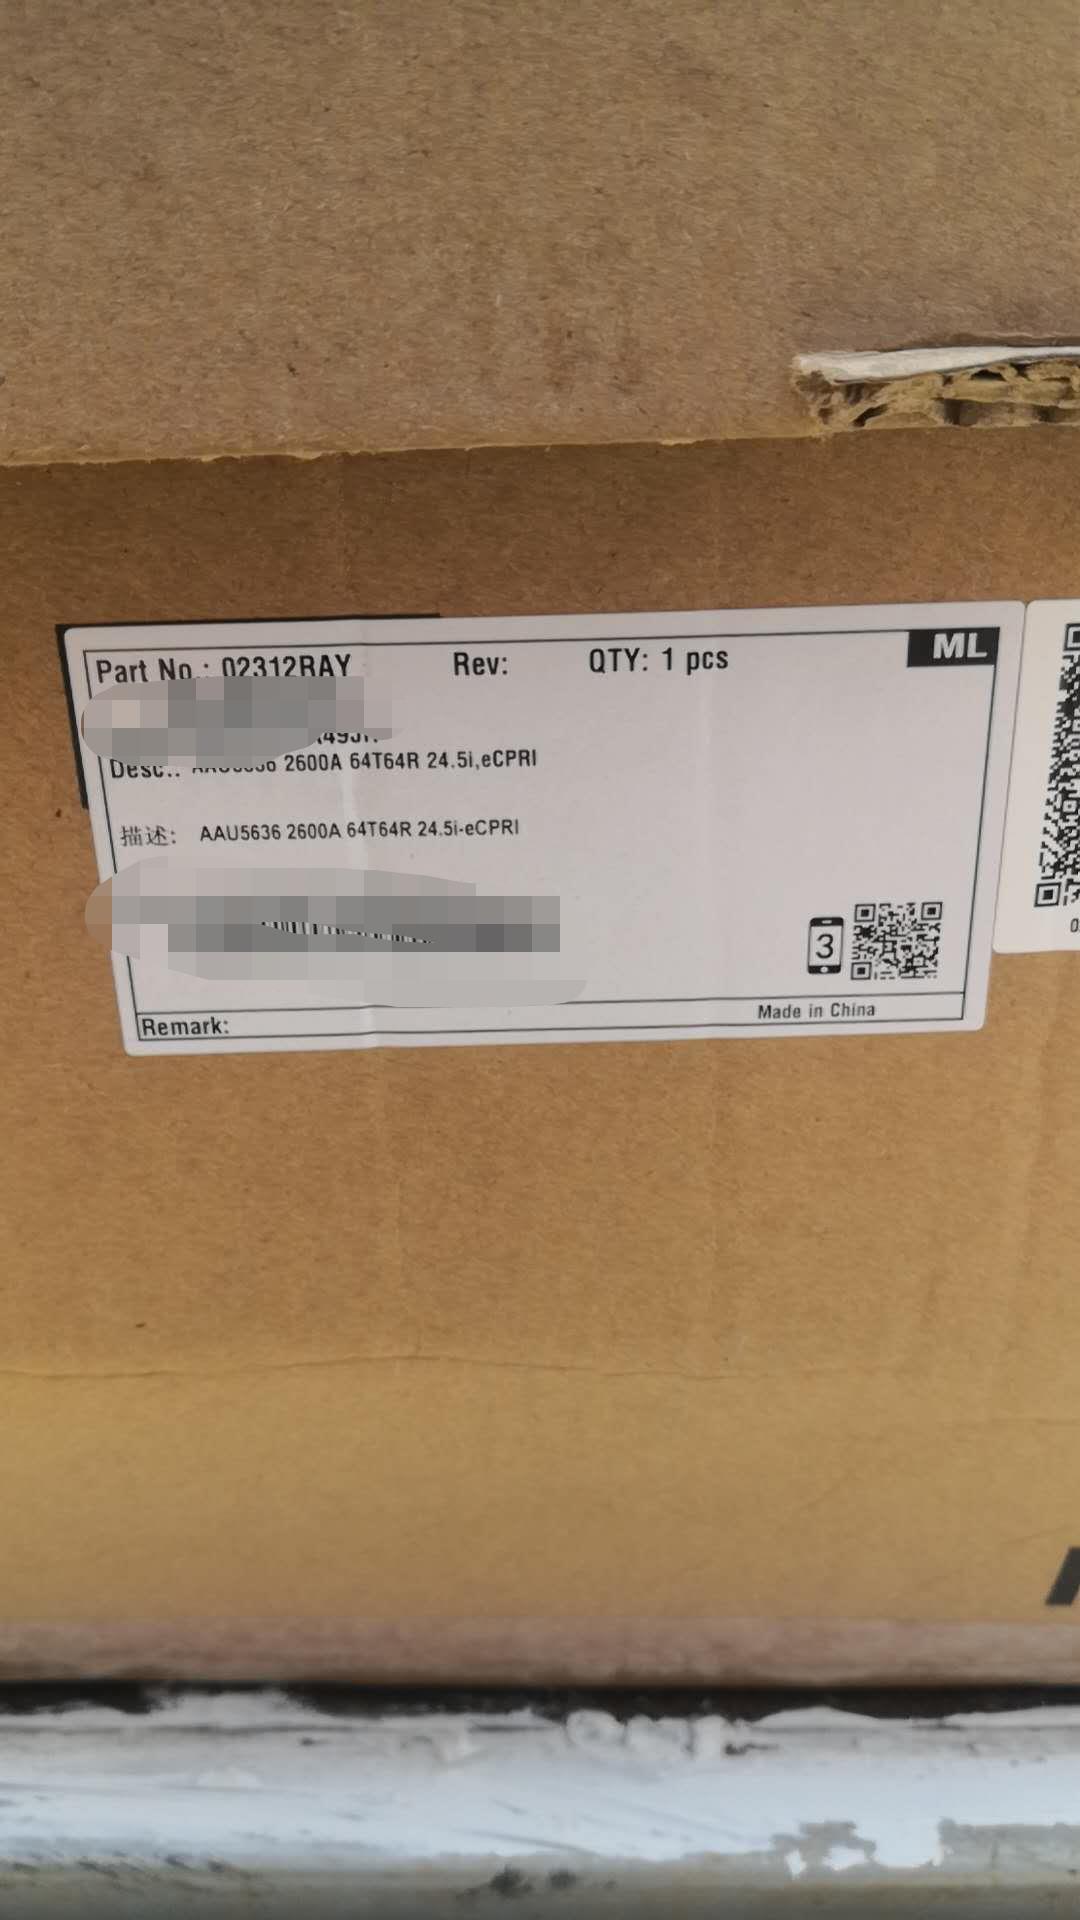 Part No.: 02312RAY Rev: QTY: 1 pcs ML
Desc.: 2600A 64T64R 24.5i,eCPRI
描述: AAU5636 2600A 64T64R 24.5i-eCPRI
3
Remark: Made in China